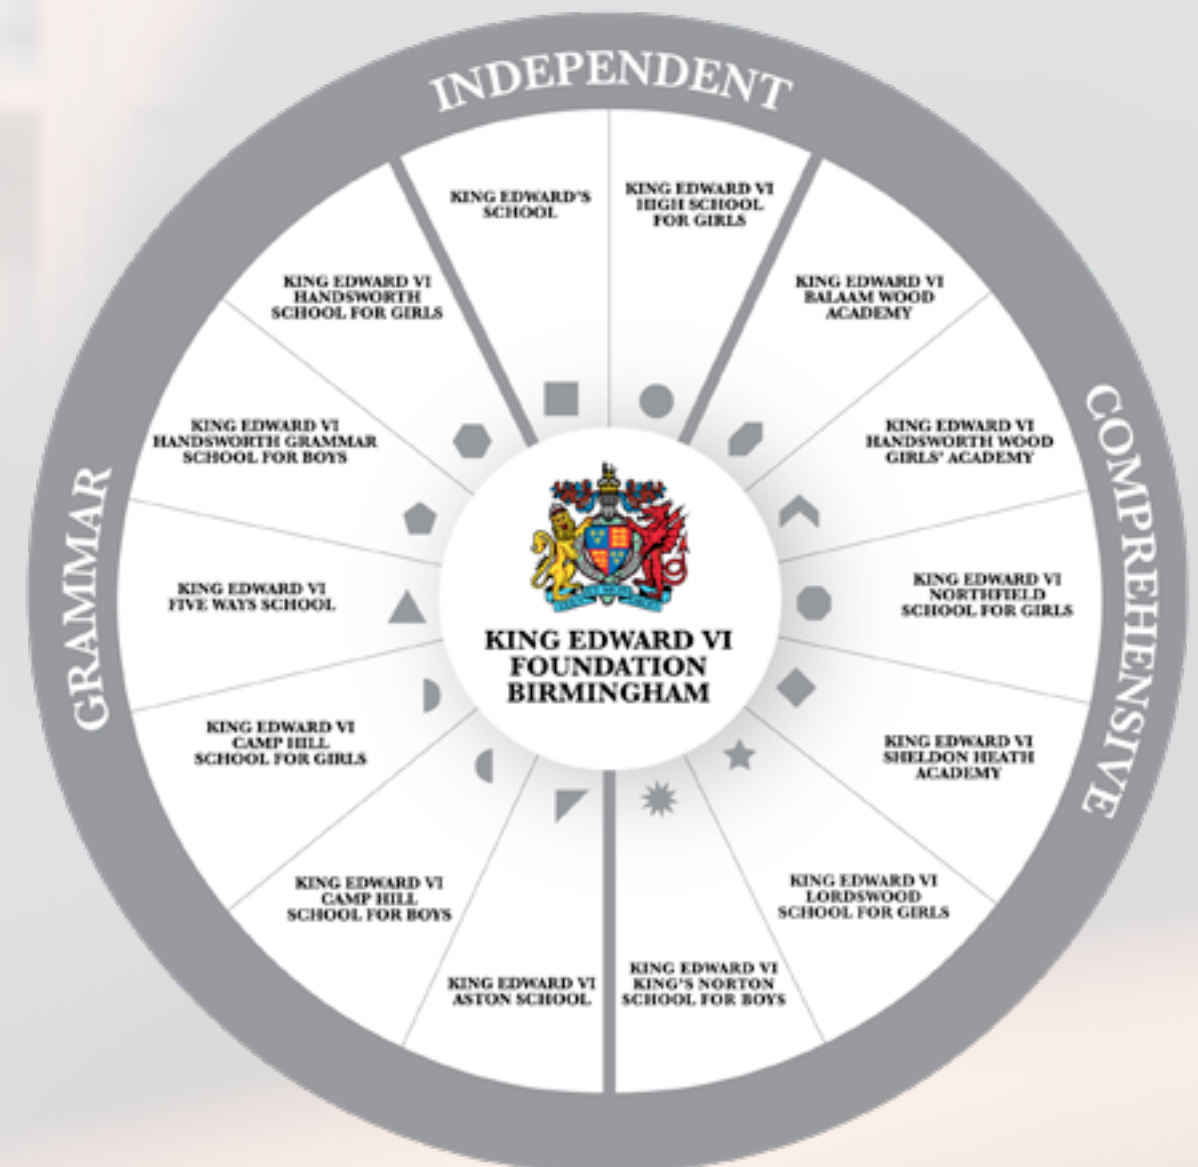 INDEPENDENT
KING EDWARD'S
SCHOOL
KING EDWARD VI
HIGH SCHOOL
FOR GIRLS
COMPREHENSIVE
KING EDWARD VI
BALAAM WOOD
ACADEMY
KING EDWARD VI
HANDSWORTH WOOD
GIRLS' ACADEMY
KING EDWARD VI
NORTHFIELD
SCHOOL FOR GIRLS
KING EDWARD VI
SHELDON HEATH
ACADEMY
KING EDWARD VI
LORDSWOOD
SCHOOL FOR GIRLS
KING EDWARD VI
KING'S NORTON
SCHOOL FOR BOYS
GRAMMAR
KING EDWARD VI
ASTON SCHOOL
KING EDWARD VI
CAMP HILL
SCHOOL FOR BOYS
KING EDWARD VI
CAMP HILL
SCHOOL FOR GIRLS
KING EDWARD VI
FIVE WAYS SCHOOL
KING EDWARD VI
HANDSWORTH GRAMMAR
SCHOOL FOR BOYS
KING EDWARD VI
HANDSWORTH
SCHOOL FOR GIRLS
KING EDWARD VI
FOUNDATION
BIRMINGHAM